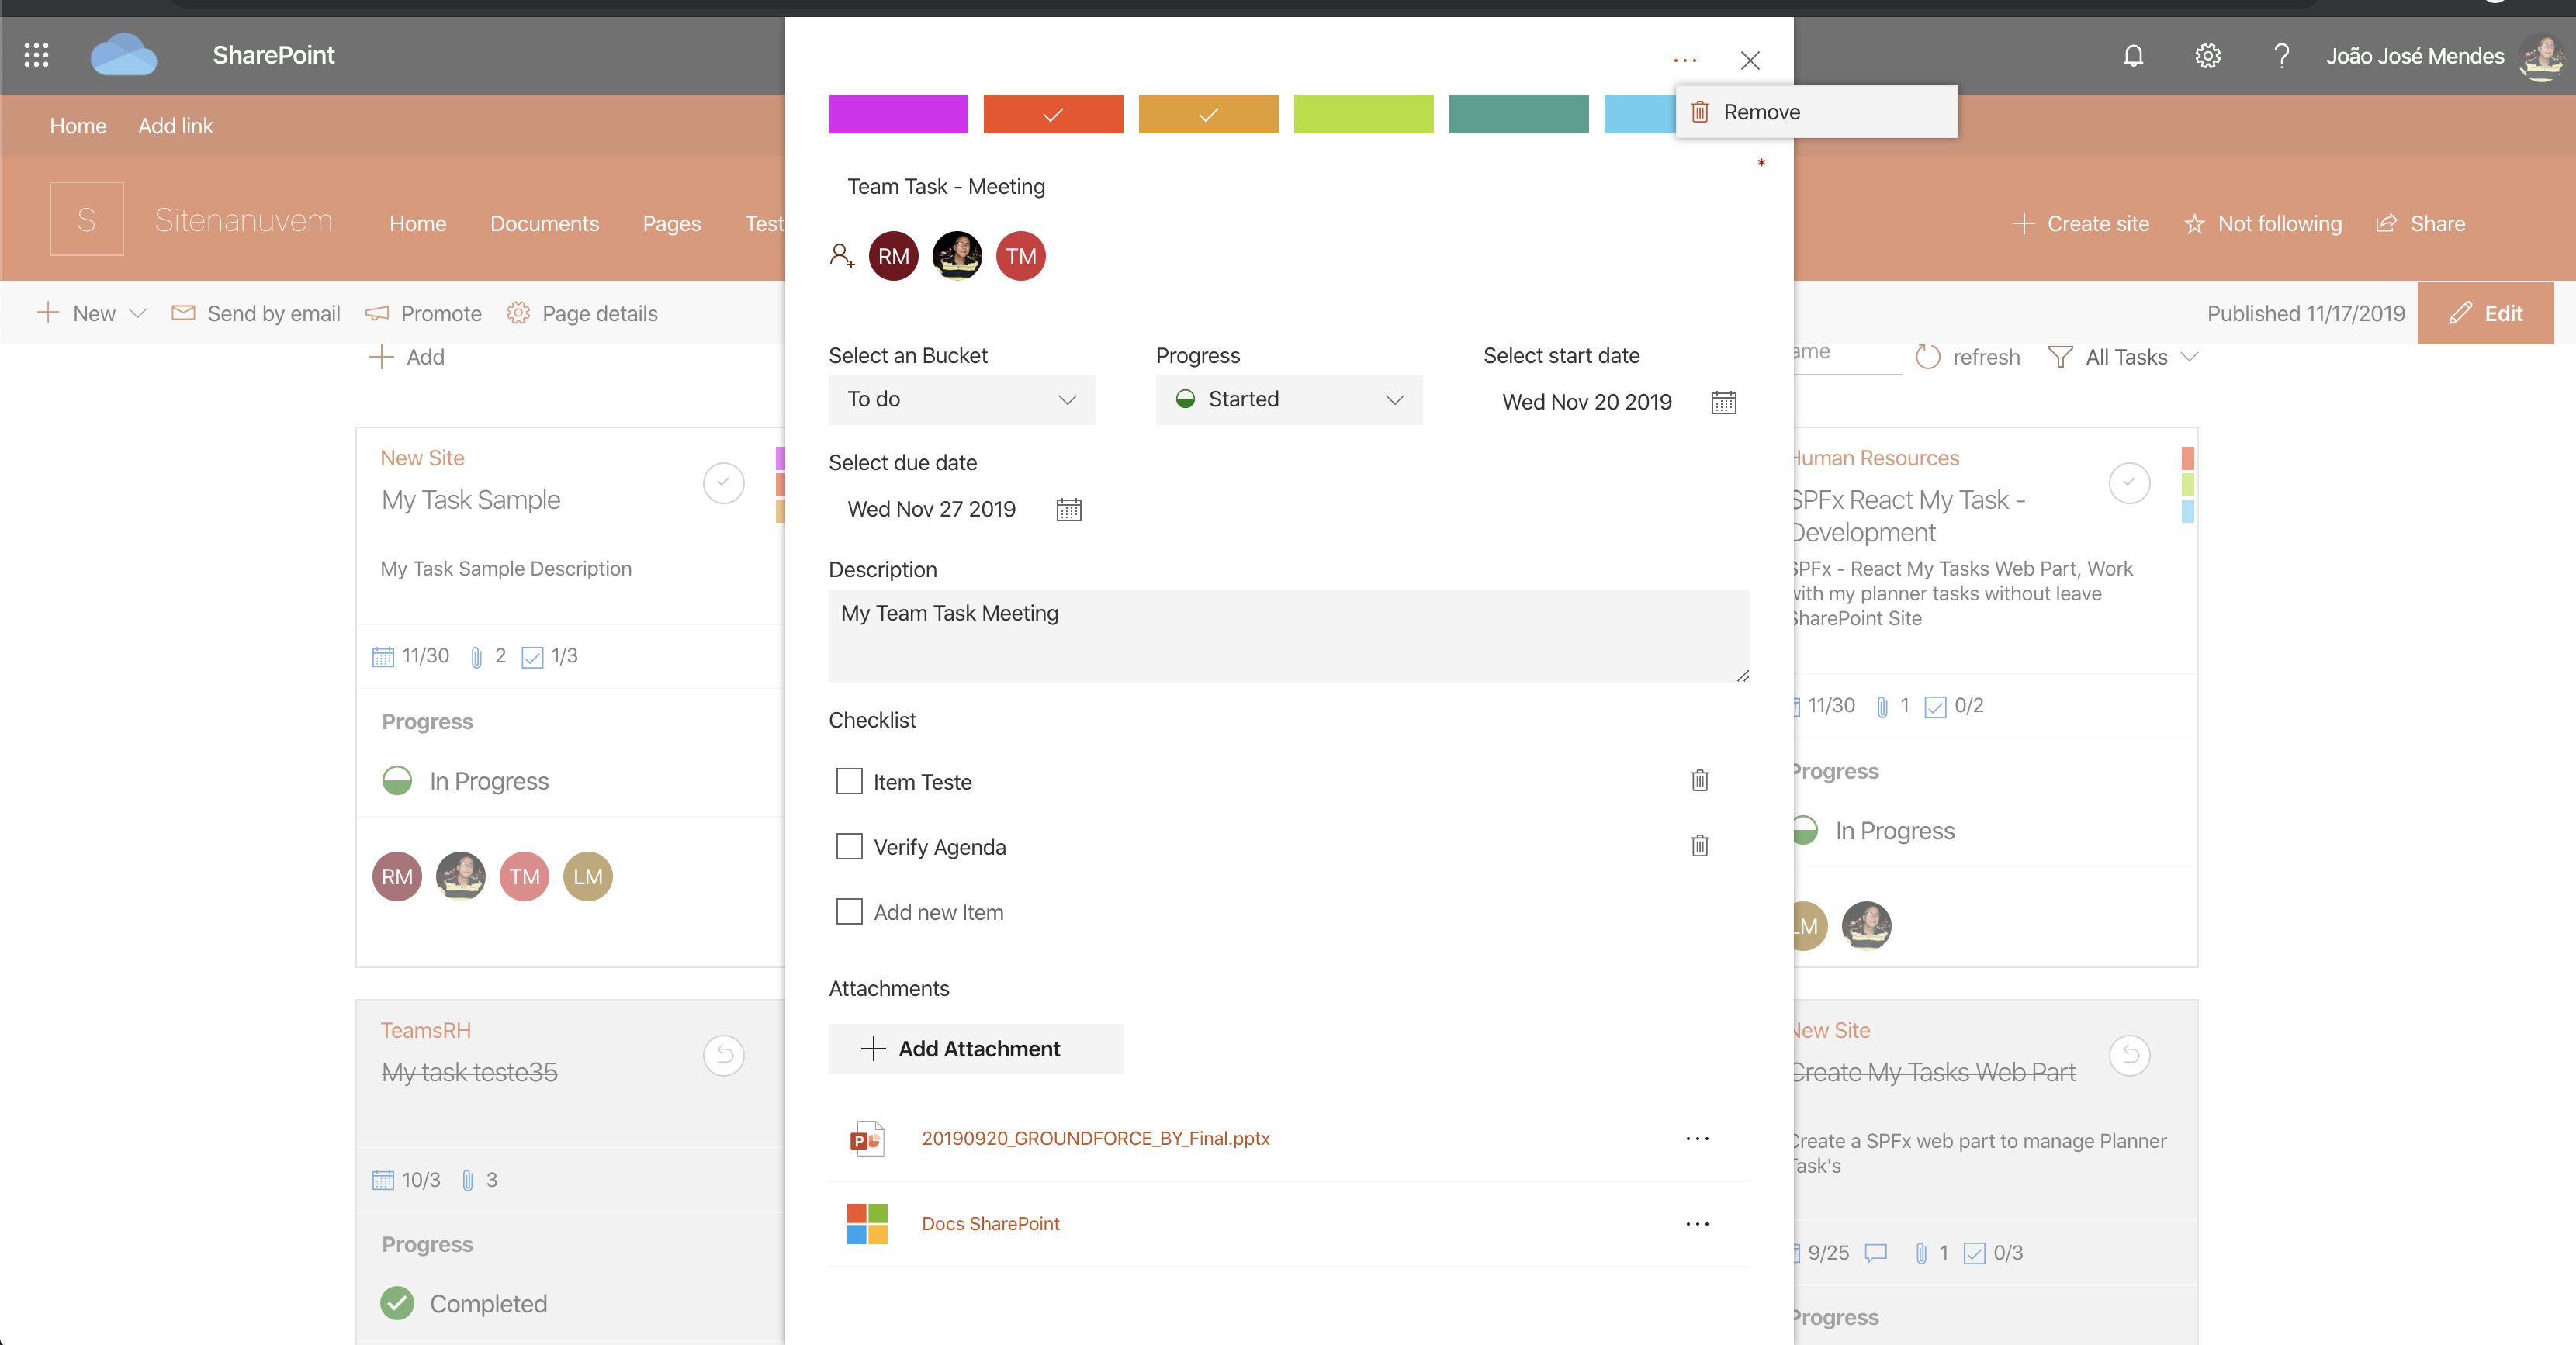 SharePoint
João José Mendes
Home Add link
Remove
*
S Sitenanuvem Home Documents Pages Test
Team Task - Meeting
Create site Not following Share
RM TM
New Send by email Promote Page details
Published 11/17/2019 Edit
Add
refresh All Tasks
Select an Bucket Progress Select start date
To do Started Wed Nov 20 2019
Select due date
Wed Nov 27 2019
Description
My Team Task Meeting
Checklist
Item Teste
Verify Agenda
Add new Item
Attachments
Add Attachment
20190920_GROUNDFORCE_BY_Final.pptx
Docs SharePoint
New Site
My Task Sample
My Task Sample Description
11/30 2 1/3
Progress
In Progress
RM TM LM
TeamsRH
My task teste35
10/3 3
Progress
Completed
Human Resources
SPFx React My Task -
Development
SPFx - React My Tasks Web Part, Work
with my planner tasks without leave
SharePoint Site
11/30 1 0/2
Progress
In Progress
LM
New Site
Create My Tasks Web Part
Create a SPFx web part to manage Planner
Task's
9/25 1 0/3
Progress